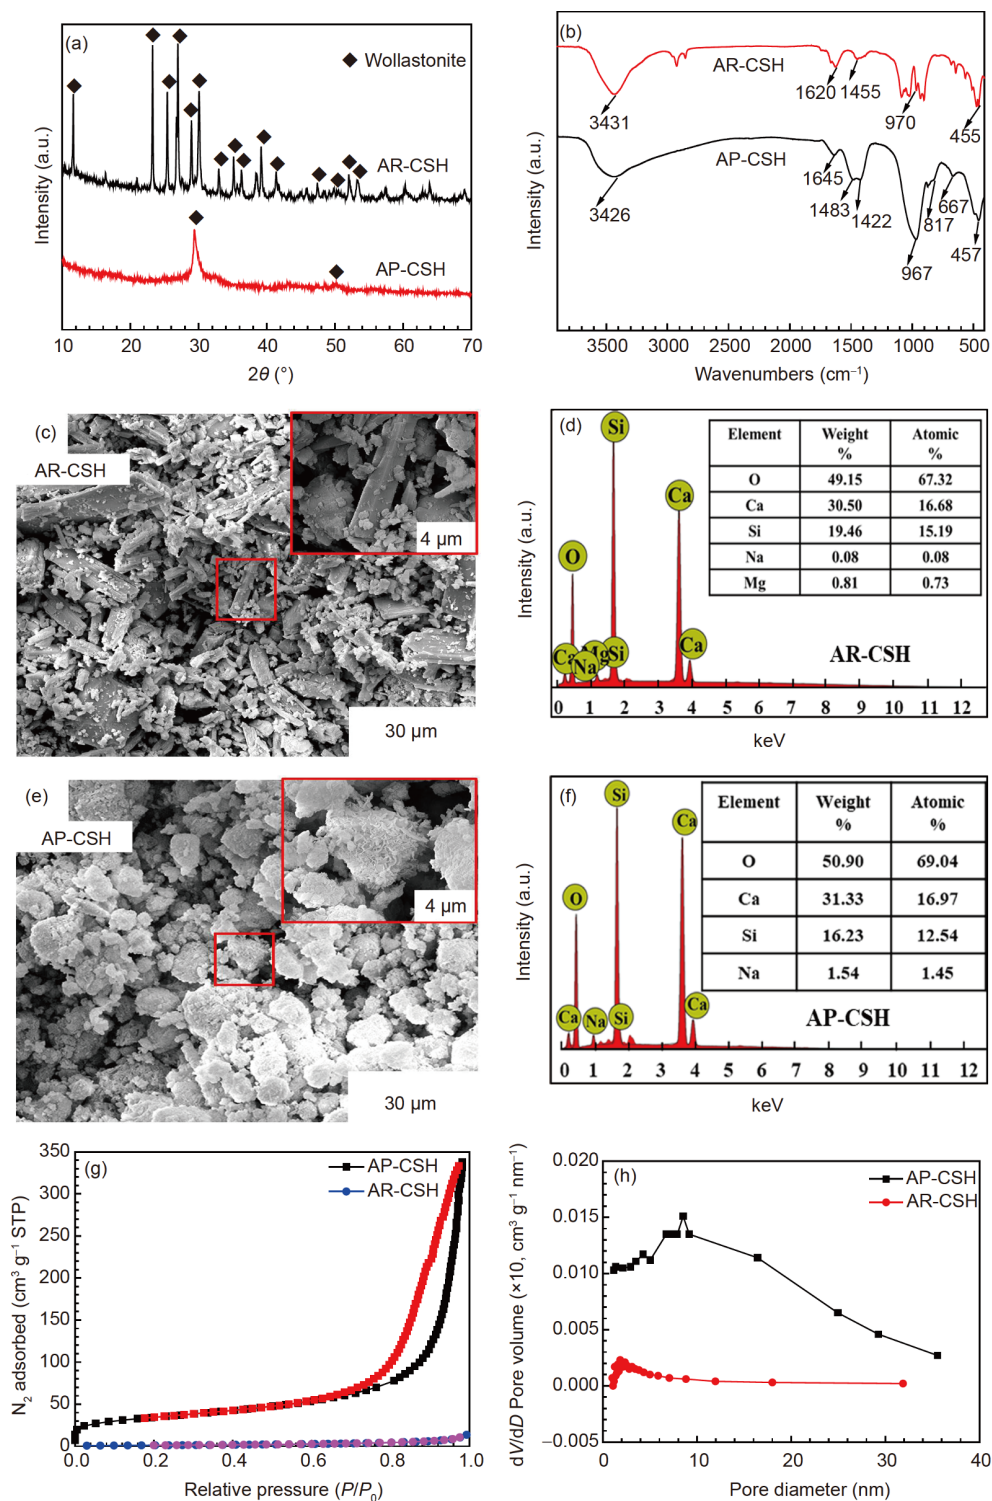 (a)
Wollastonite
AR-CSH
AP-CSH
Intensity (a.u.)
10 20 30 40 50 60 70
2θ (°)
(b)
AR-CSH
3431
1620 1455
970
455
AP-CSH
3426
1645
1483
1422
967
817
667
457
Intensity (a.u.)
3500 3000 2500 2000 1500 1000 400
Wavenumbers (cm⁻¹)
(c)
AR-CSH
4 μm
30 μm
(d)
Element Weight % Atomic %
O 49.15 67.32
Ca 30.50 16.68
Si 19.46 15.19
Na 0.08 0.08
Mg 0.81 0.73
Si
Ca
O
Ca Na Mg Si Ca
AR-CSH
Intensity (a.u.)
0 1 2 3 4 5 6 7 8 9 10 11 12
keV
(e)
AP-CSH
4 μm
30 μm
(f)
Element Weight % Atomic %
O 50.90 69.04
Ca 31.33 16.97
Si 16.23 12.54
Na 1.54 1.45
Si
Ca
O
Ca Na Si Ca
AP-CSH
Intensity (a.u.)
0 1 2 3 4 5 6 7 8 9 10 11 12
keV
(g)
AP-CSH
AR-CSH
N₂ adsorbed (cm³ g⁻¹ STP)
350
300
250
200
150
100
50
0
0.0 0.2 0.4 0.6 0.8 1.0
Relative pressure (P/P₀)
(h)
AP-CSH
AR-CSH
dV/dD Pore volume (×10, cm³ g⁻¹ nm⁻¹)
0.020
0.015
0.010
0.005
0.000
−0.005
0 10 20 30 40
Pore diameter (nm)